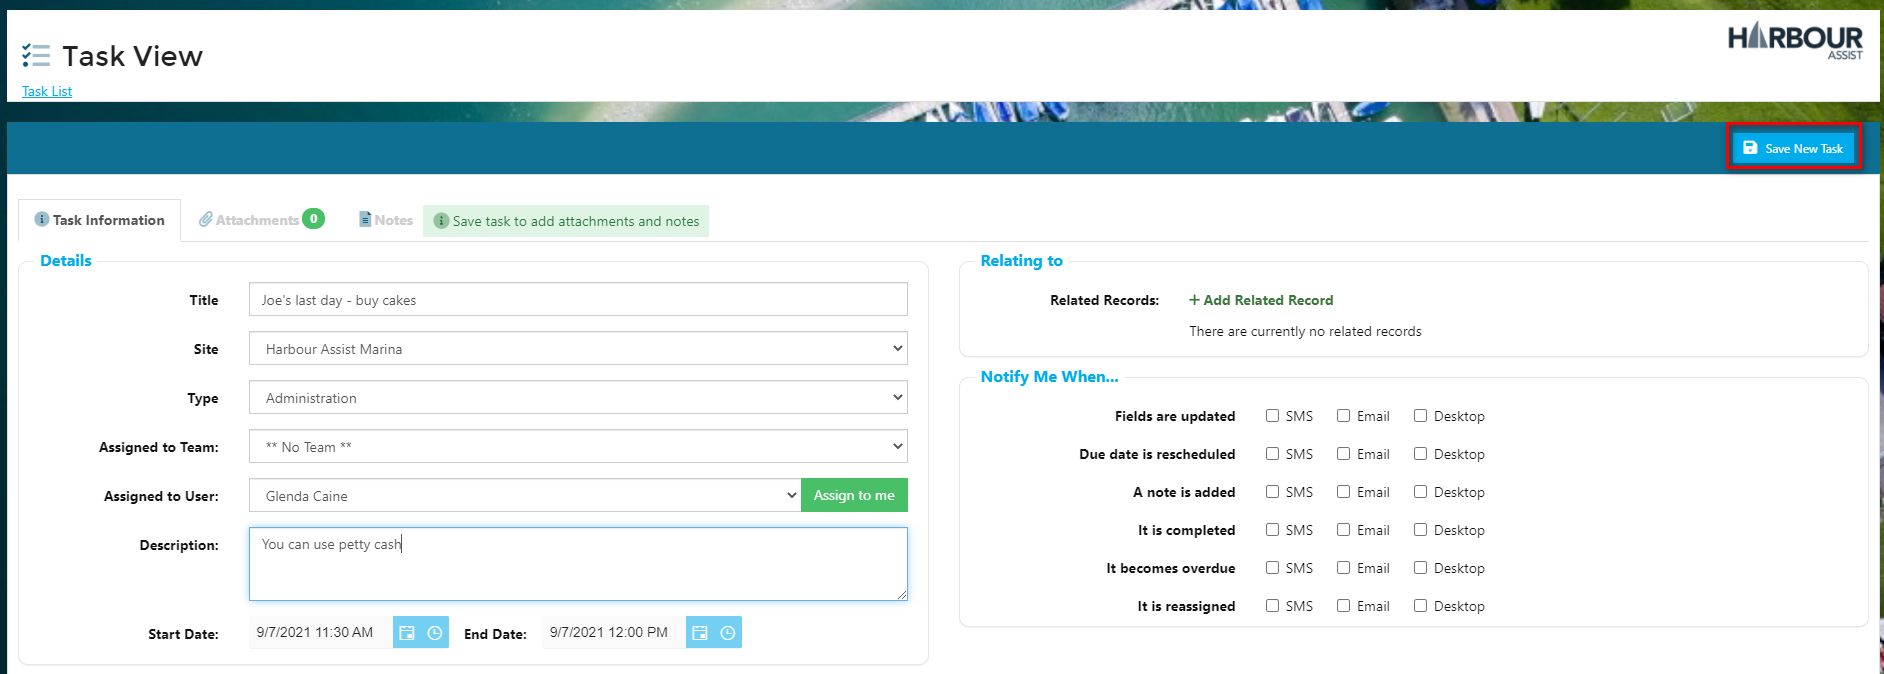 Task View
HARBOUR
ASSIST
Task List
Save New Task
Task Information
Attachments 0
Notes
Save task to add attachments and notes
Details
Title
Joe's last day - buy cakes
Site
Harbour Assist Marina
Type
Administration
Assigned to Team:
** No Team **
Assigned to User:
Glenda Caine
Assign to me
Description:
You can use petty cash
Start Date:
9/7/2021 11:30 AM
End Date:
9/7/2021 12:00 PM
Relating to
Related Records:
+ Add Related Record
There are currently no related records
Notify Me When...
Fields are updated SMS Email Desktop
Due date is rescheduled SMS Email Desktop
A note is added SMS Email Desktop
It is completed SMS Email Desktop
It becomes overdue SMS Email Desktop
It is reassigned SMS Email Desktop